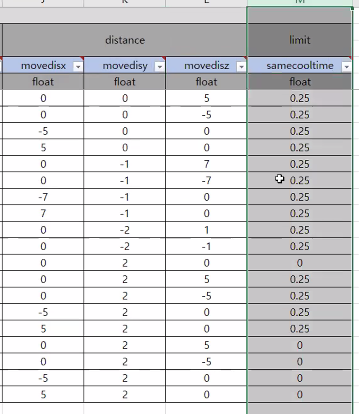 M
distance limit
movedisx movedisy movedisz samecooltime
float float float float
0 0 5 0.25
0 0 -5 0.25
-5 0 0 0.25
5 0 0 0.25
0 -1 7 0.25
0 -1 -7 0.25
-7 -1 0 0.25
7 -1 0 0.25
0 -2 1 0.25
0 -2 -1 0.25
0 2 0 0
0 2 5 0.25
0 2 -5 0.25
-5 2 0 0.25
5 2 0 0.25
0 2 5 0
0 2 -5 0
-5 2 0 0
5 2 0 0